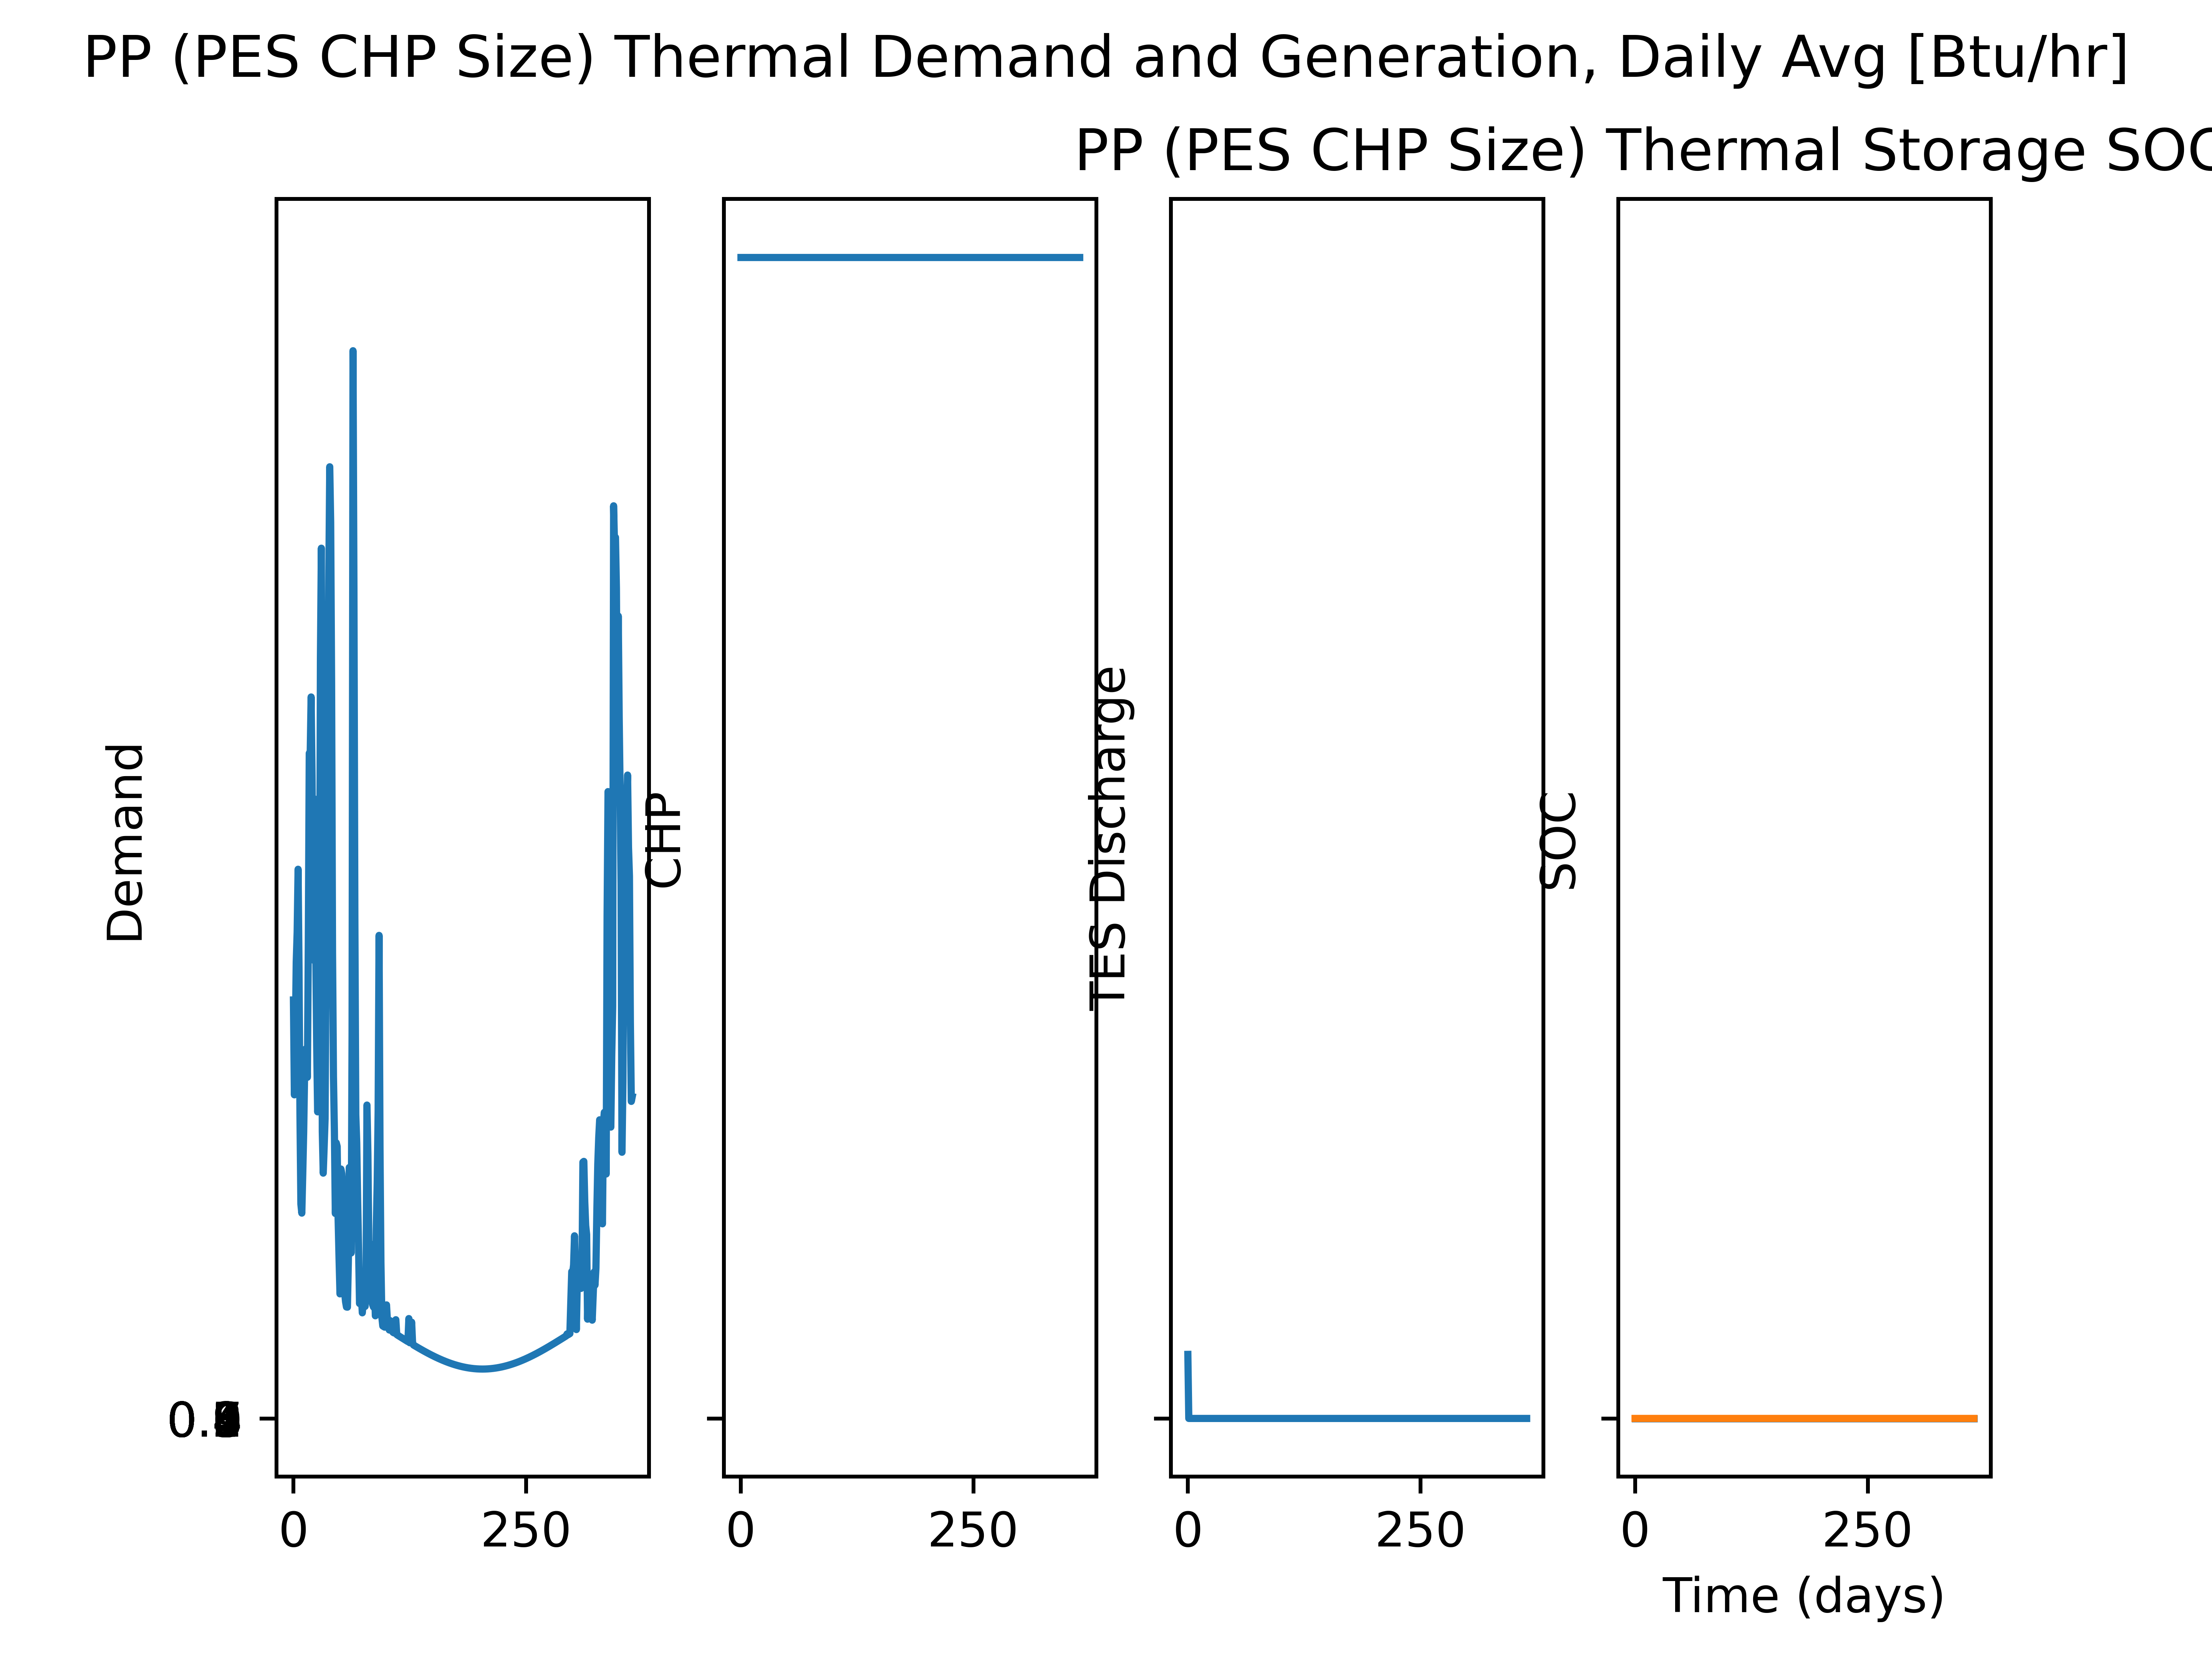 PP (PES CHP Size) Thermal Demand and Generation, Daily Avg [Btu/hr]
PP (PES CHP Size) Thermal Storage SOC
Demand
CHP
TES Discharge
SOC
0 250 0 250 0 250 0 250
Time (days)